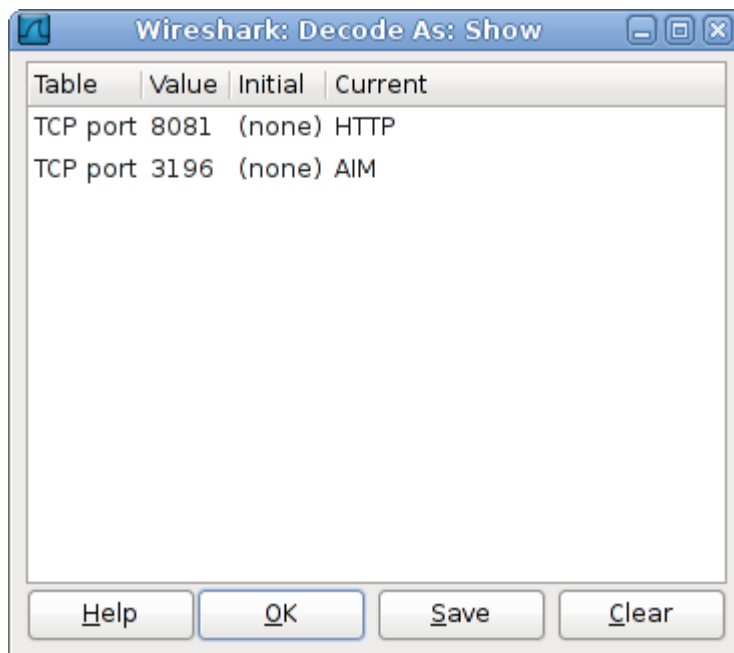 Wireshark: Decode As: Show
Table Value Initial Current
TCP port 8081 (none) HTTP
TCP port 3196 (none) AIM
Help OK Save Clear